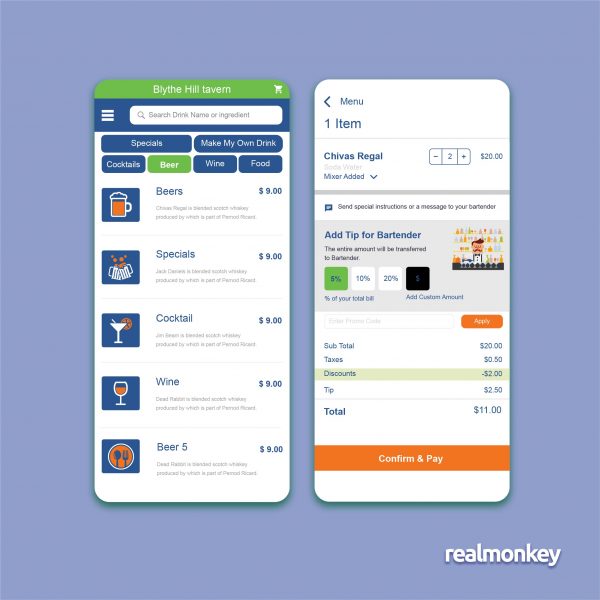 Blythe Hill tavern
Search Drink Name or ingredient
Specials
Make My Own Drink
Cocktails
Beer
Wine
Food
Beers
$ 9.00
Chivas Regal is blended scotch whiskey
produced by which is part of Pernod Ricard.
Specials
$ 9.00
Jack Daniels is blended scotch whiskey
produced by which is part of Pernod Ricard.
Cocktail
$ 9.00
Jim Beam is blended scotch whiskey
produced by which is part of Pernod Ricard.
Wine
$ 9.00
Dead Rabbit is blended scotch whiskey
produced by which is part of Pernod Ricard.
Beer 5
$ 9.00
Dead Rabbit is blended scotch whiskey
produced by which is part of Pernod Ricard.
Menu
1 Item
Chivas Regal
− 2 +
$20.00
Soda Water
Mixer Added
Send special instructions or a message to your bartender
Add Tip for Bartender
The entire amount will be transferred
to Bartender.
5%
10%
20%
$
% of your total bill
Add Custom Amount
Enter Promo Code
Apply
Sub Total $20.00
Taxes $0.50
Discounts -$2.00
Tip $2.50
Total $11.00
Confirm & Pay
realmonkey